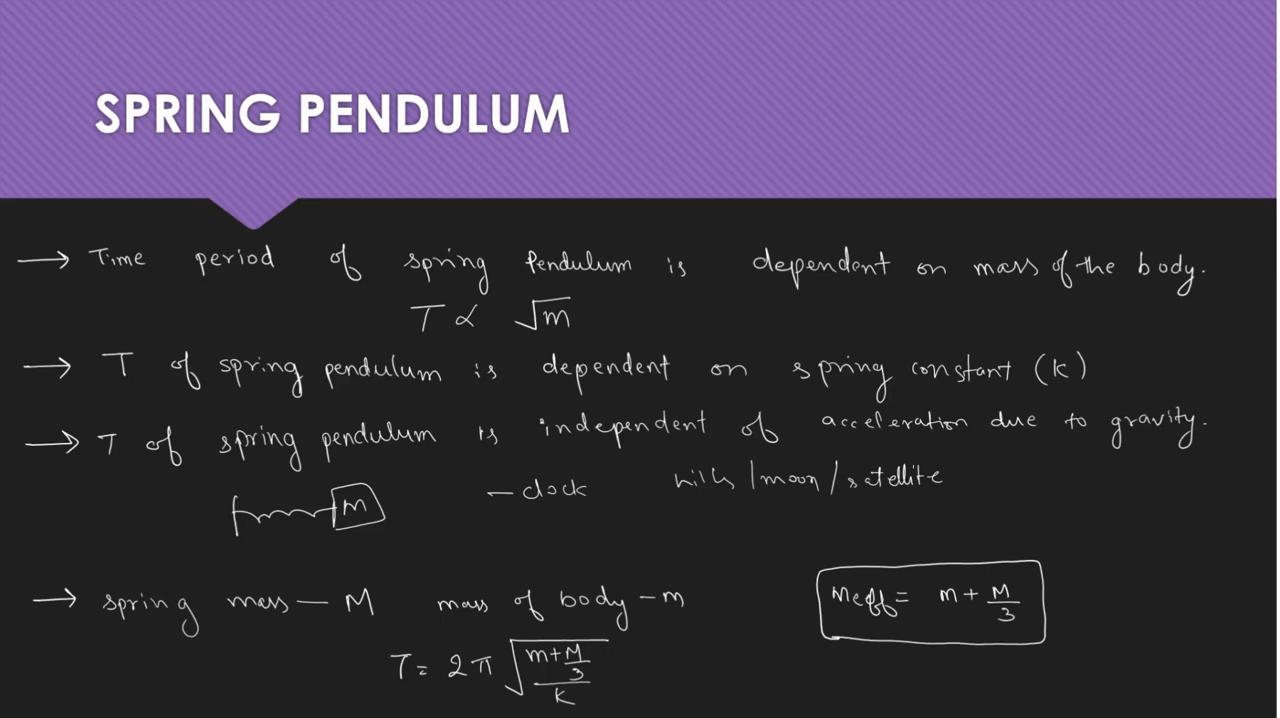 SPRING PENDULUM
→ Time period of spring pendulum is dependent on mass of the body.
T ∝ √m
→ T of spring pendulum is dependent on spring constant (k)
→ T of spring pendulum is independent of acceleration due to gravity.
m – clock hills/moon/satellite
→ spring mass — M mass of body – m
meff = m + M/3
T = 2π √((m + M/3)/k)